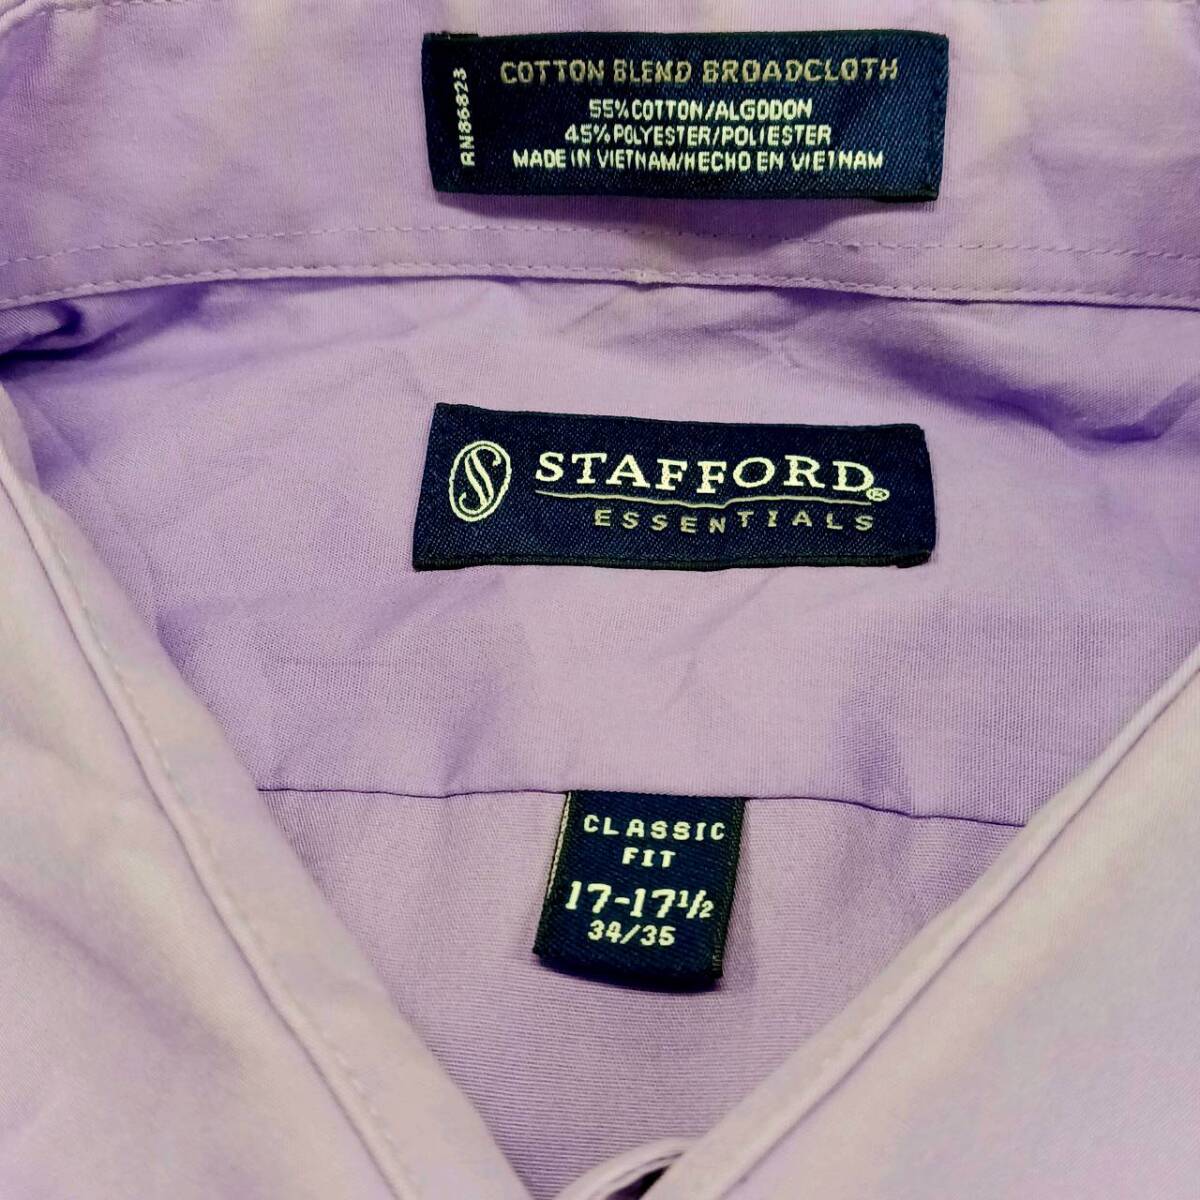 COTTON BLEND BROADCLOTH
55% COTTON/ALGODON
45% POLYESTER/POLIESTER
MADE IN VIETNAM/HECHO EN VIETNAM
RN86823
S STAFFORD®
ESSENTIALS
CLASSIC
FIT
17-17½
34/35